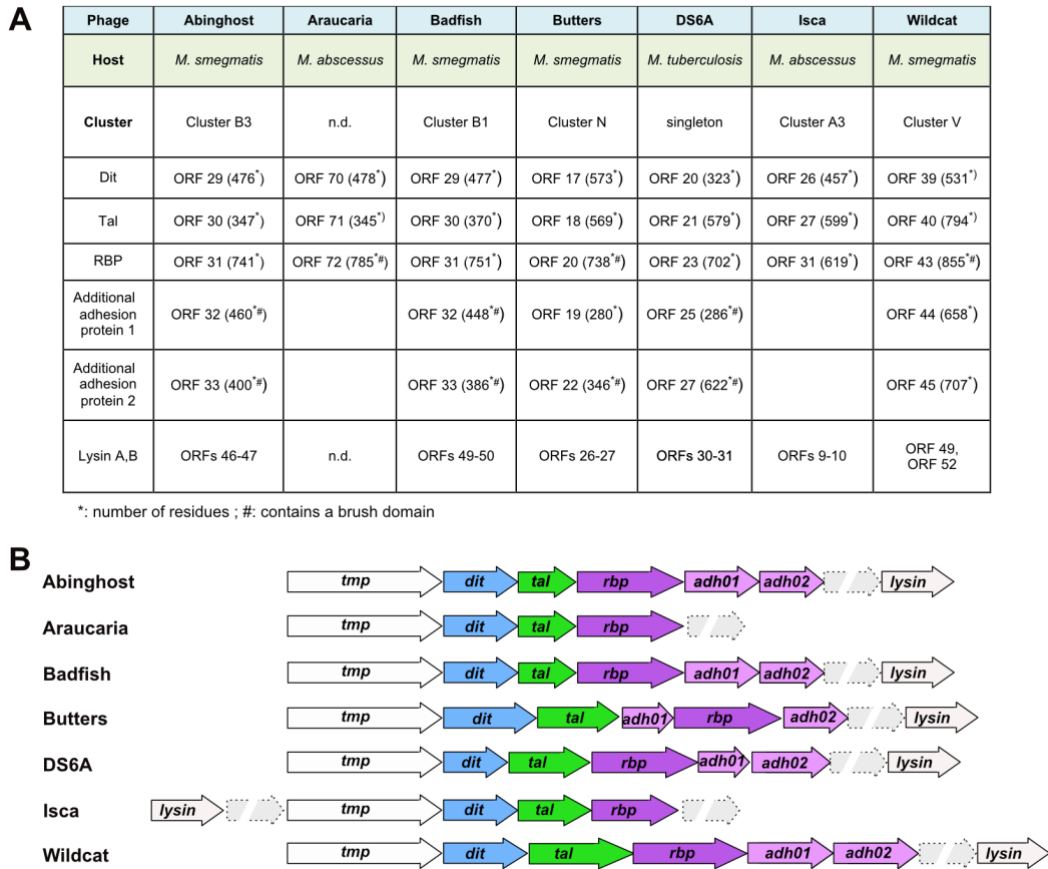 A
Phage Abinghost Araucaria Badfish Butters DS6A Isca Wildcat
Host M. smegmatis M. abscessus M. smegmatis M. smegmatis M. tuberculosis M. abscessus M. smegmatis
Cluster Cluster B3 n.d. Cluster B1 Cluster N singleton Cluster A3 Cluster V
Dit ORF 29 (476*) ORF 70 (478*) ORF 29 (477*) ORF 17 (573*) ORF 20 (323*) ORF 26 (457*) ORF 39 (531*)
Tal ORF 30 (347*) ORF 71 (345*) ORF 30 (370*) ORF 18 (569*) ORF 21 (579*) ORF 27 (599*) ORF 40 (794*)
RBP ORF 31 (741*) ORF 72 (785*#) ORF 31 (751*) ORF 20 (738*#) ORF 23 (702*) ORF 31 (619*) ORF 43 (855*#)
Additional
adhesion
protein 1
ORF 32 (460*#) ORF 32 (448*#) ORF 19 (280*) ORF 25 (286*#) ORF 44 (658*)
Additional
adhesion
protein 2
ORF 33 (400*#) ORF 33 (386*#) ORF 22 (346*#) ORF 27 (622*#) ORF 45 (707*)
Lysin A,B ORFs 46-47 n.d. ORFs 49-50 ORFs 26-27 ORFs 30-31 ORFs 9-10 ORF 49,
ORF 52
*: number of residues ; #: contains a brush domain
B
Abinghost tmp dit tal rbp adh01 adh02 lysin
Araucaria tmp dit tal rbp
Badfish tmp dit tal rbp adh01 adh02 lysin
Butters tmp dit tal adh01 rbp adh02 lysin
DS6A tmp dit tal rbp adh01 adh02 lysin
Isca lysin tmp dit tal rbp
Wildcat tmp dit tal rbp adh01 adh02 lysin